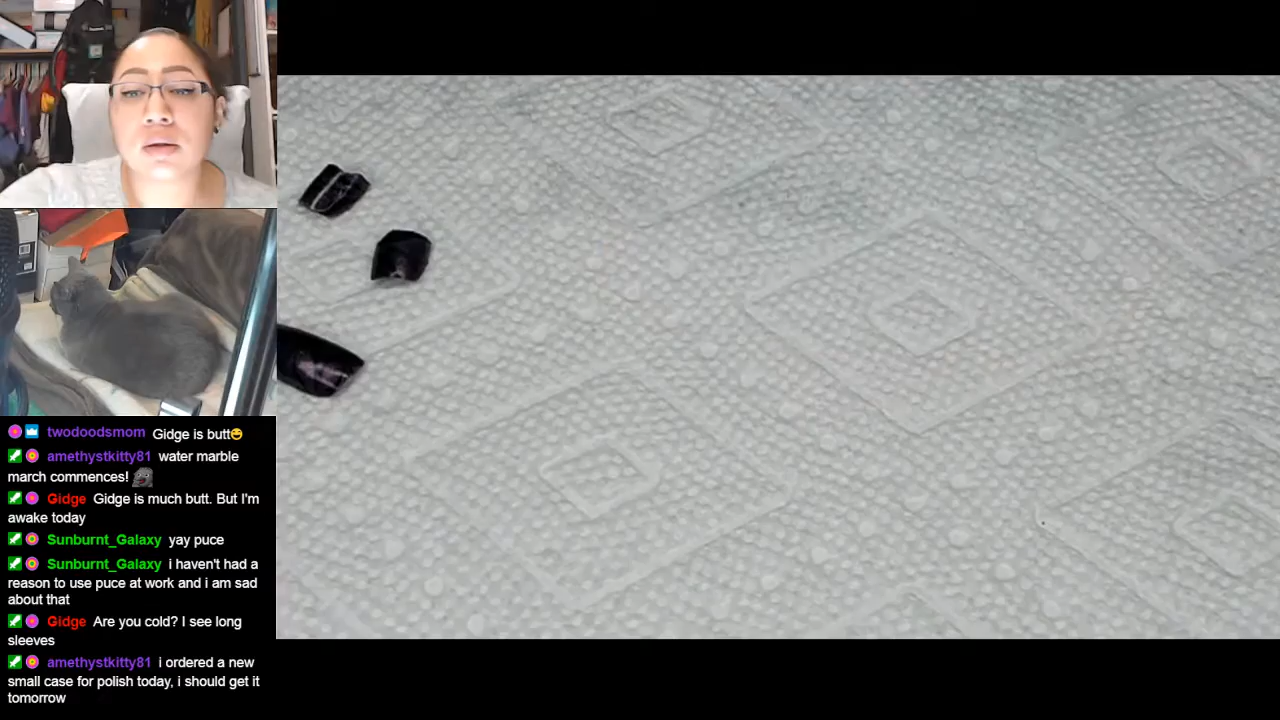 twodoodsmom Gidge is butt
amethystkitty81 water marble
march commences!
Gidge Gidge is much butt. But I'm
awake today
Sunburnt_Galaxy yay puce
Sunburnt_Galaxy i haven't had a
reason to use puce at work and i am sad
about that
Gidge Are you cold? I see long
sleeves
amethystkitty81 i ordered a new
small case for polish today, i should get it
tomorrow